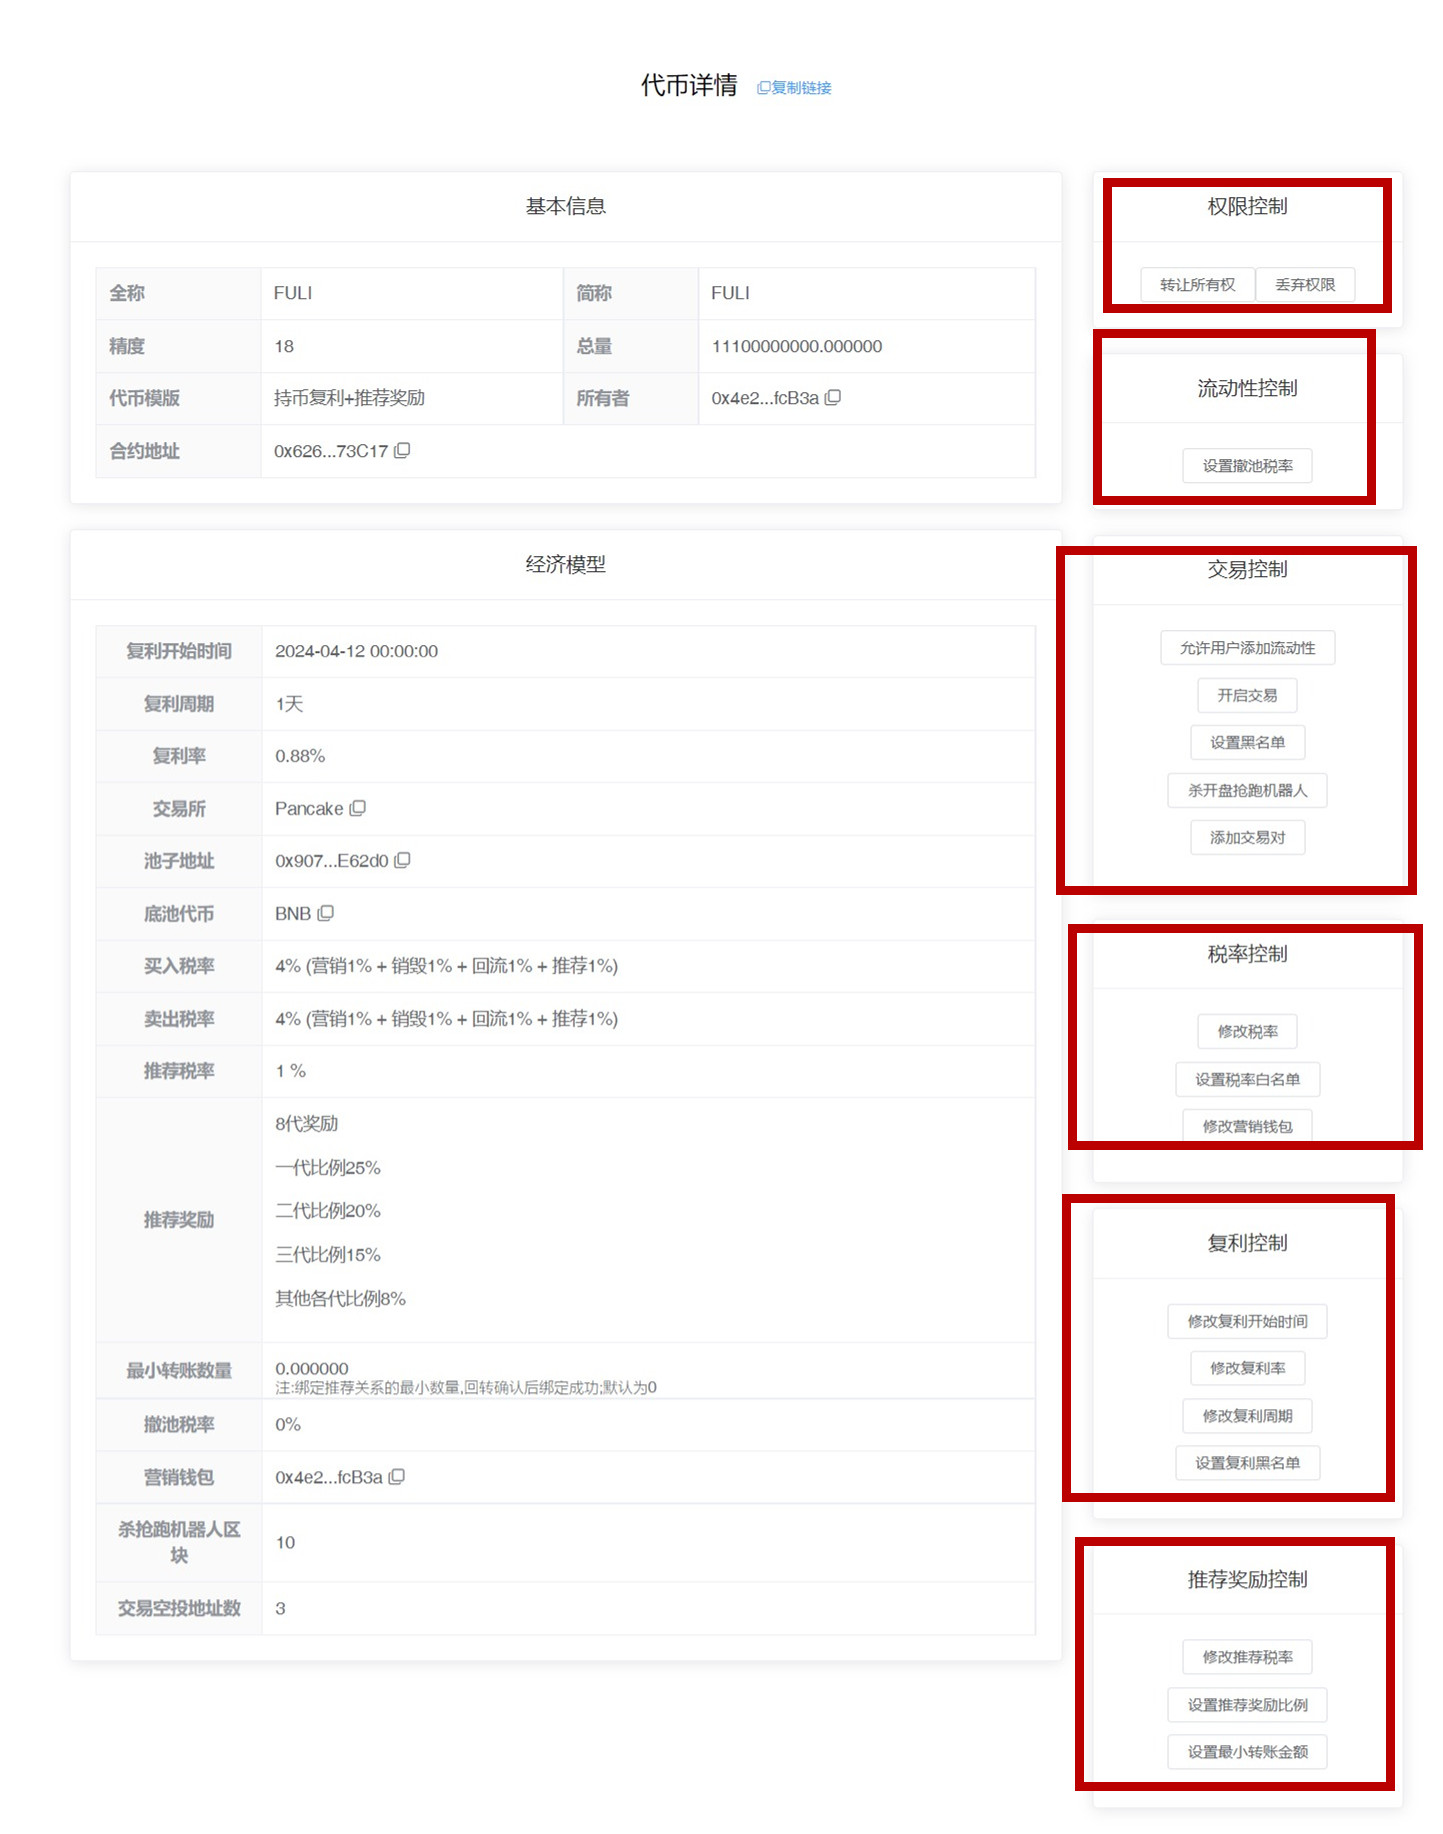 代币详情 复制链接
基本信息
全称 FULI 简称 FULI
精度 18 总量 11100000000.000000
代币模版 持币复利+推荐奖励 所有者 0x4e2...fcB3a
合约地址 0x626...73C17
经济模型
复利开始时间 2024-04-12 00:00:00
复利周期 1天
复利率 0.88%
交易所 Pancake
池子地址 0x907...E62d0
底池代币 BNB
买入税率 4% (营销1% + 销毁1% + 回流1% + 推荐1%)
卖出税率 4% (营销1% + 销毁1% + 回流1% + 推荐1%)
推荐税率 1 %
推荐奖励
8代奖励
一代比例25%
二代比例20%
三代比例15%
其他各代比例8%
最小转账数量 0.000000
注:绑定推荐关系的最小数量,回转确认后绑定成功;默认为0
撤池税率 0%
营销钱包 0x4e2...fcB3a
杀抢跑机器人区
块
10
交易空投地址数 3
权限控制
转让所有权 丢弃权限
流动性控制
设置撤池税率
交易控制
允许用户添加流动性
开启交易
设置黑名单
杀开盘抢跑机器人
添加交易对
税率控制
修改税率
设置税率白名单
修改营销钱包
复利控制
修改复利开始时间
修改复利率
修改复利周期
设置复利黑名单
推荐奖励控制
修改推荐税率
设置推荐奖励比例
设置最小转账金额